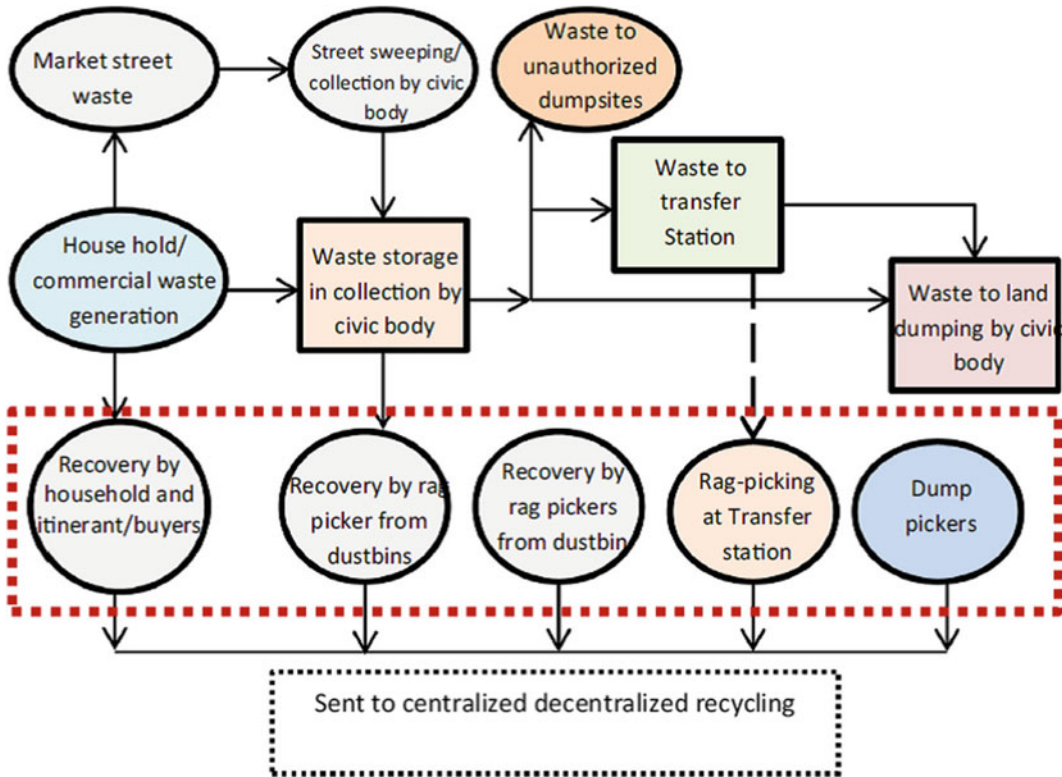 Market street
waste
Street sweeping/
collection by civic
body
Waste to
unauthorized
dumpsites
Waste to
transfer
Station
House hold/
commercial waste
generation
Waste storage
in collection by
civic body
Waste to land
dumping by civic
body
Recovery by
household and
itinerant/buyers
Recovery by rag
picker from
dustbins
Recovery by
rag pickers
from dustbin
Rag-picking
at Transfer
station
Dump
pickers
Sent to centralized decentralized recycling